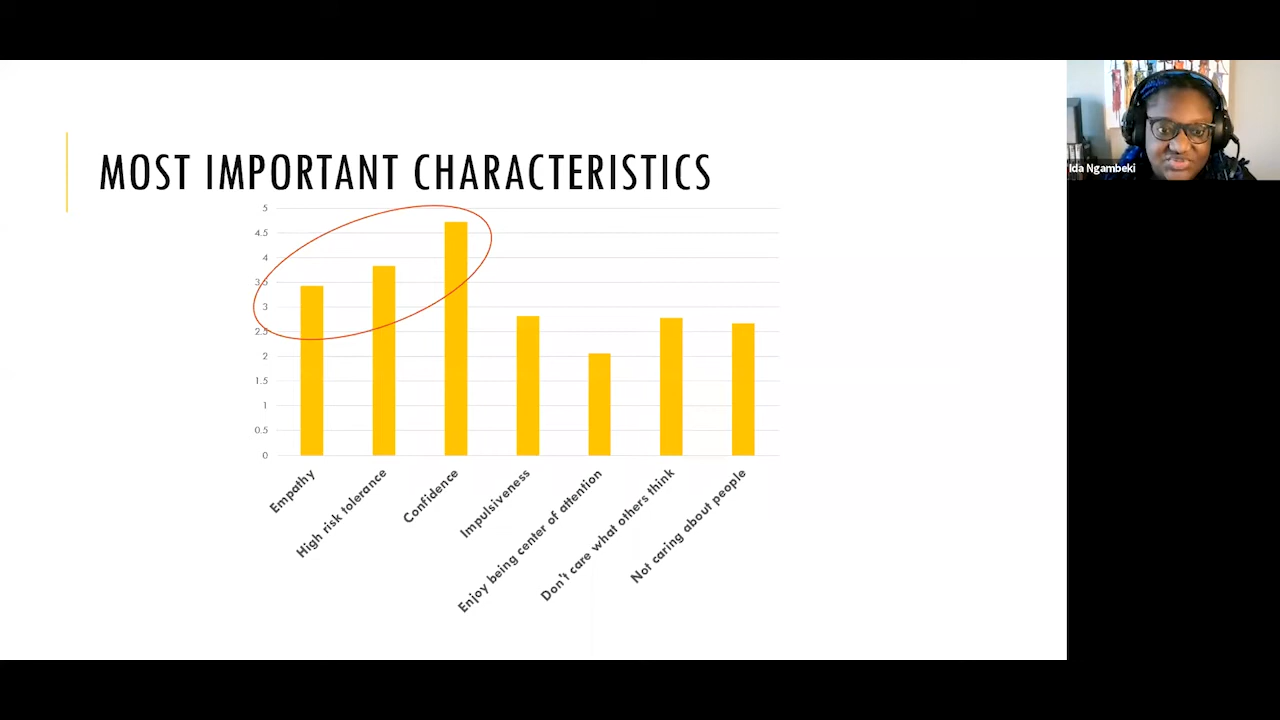 MOST IMPORTANT CHARACTERISTICS
5
4.5
4
3.5
3
2.5
2
1.5
1
0.5
0
Empathy
High risk tolerance
Confidence
Impulsiveness
Enjoy being center of attention
Don't care what others think
Not caring about people
Ida Ngambeki